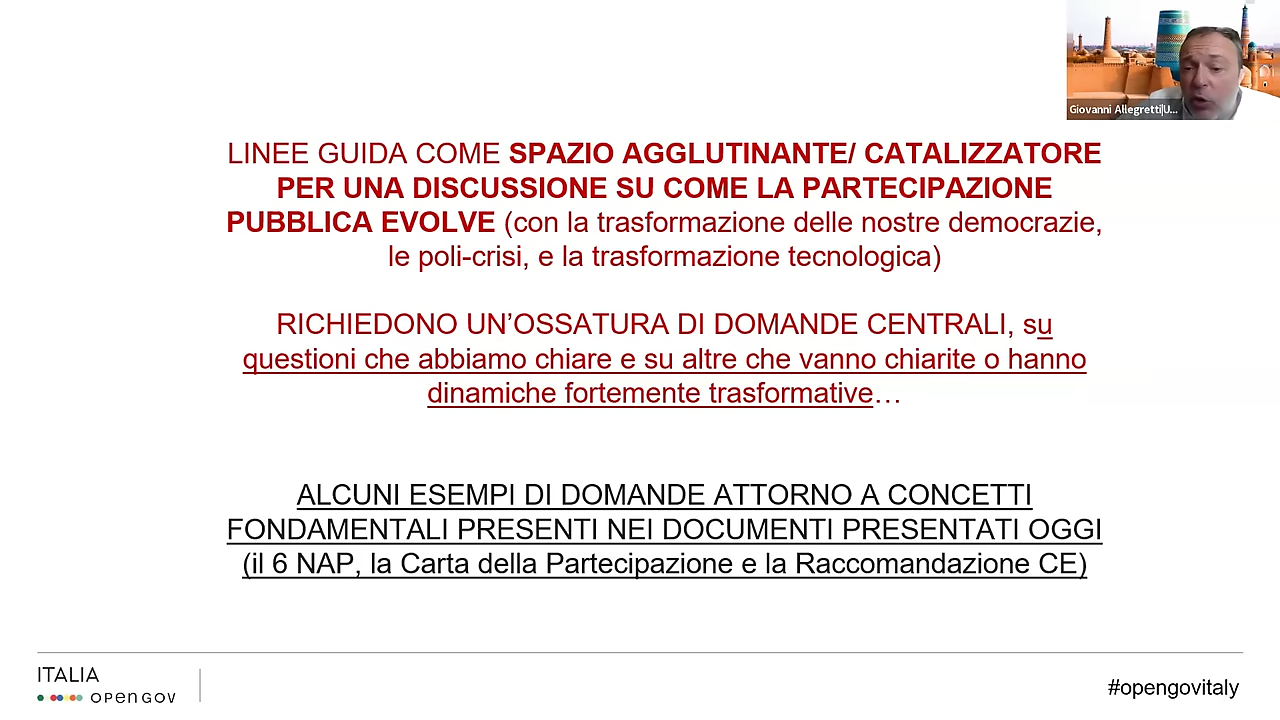 Giovanni Allegretti|U...
LINEE GUIDA COME SPAZIO AGGLUTINANTE/ CATALIZZATORE
PER UNA DISCUSSIONE SU COME LA PARTECIPAZIONE
PUBBLICA EVOLVE (con la trasformazione delle nostre democrazie,
le poli-crisi, e la trasformazione tecnologica)
RICHIEDONO UN’OSSATURA DI DOMANDE CENTRALI, su
questioni che abbiamo chiare e su altre che vanno chiarite o hanno
dinamiche fortemente trasformative…
ALCUNI ESEMPI DI DOMANDE ATTORNO A CONCETTI
FONDAMENTALI PRESENTI NEI DOCUMENTI PRESENTATI OGGI
(il 6 NAP, la Carta della Partecipazione e la Raccomandazione CE)
ITALIA
OPEN GOV
#opengovitaly